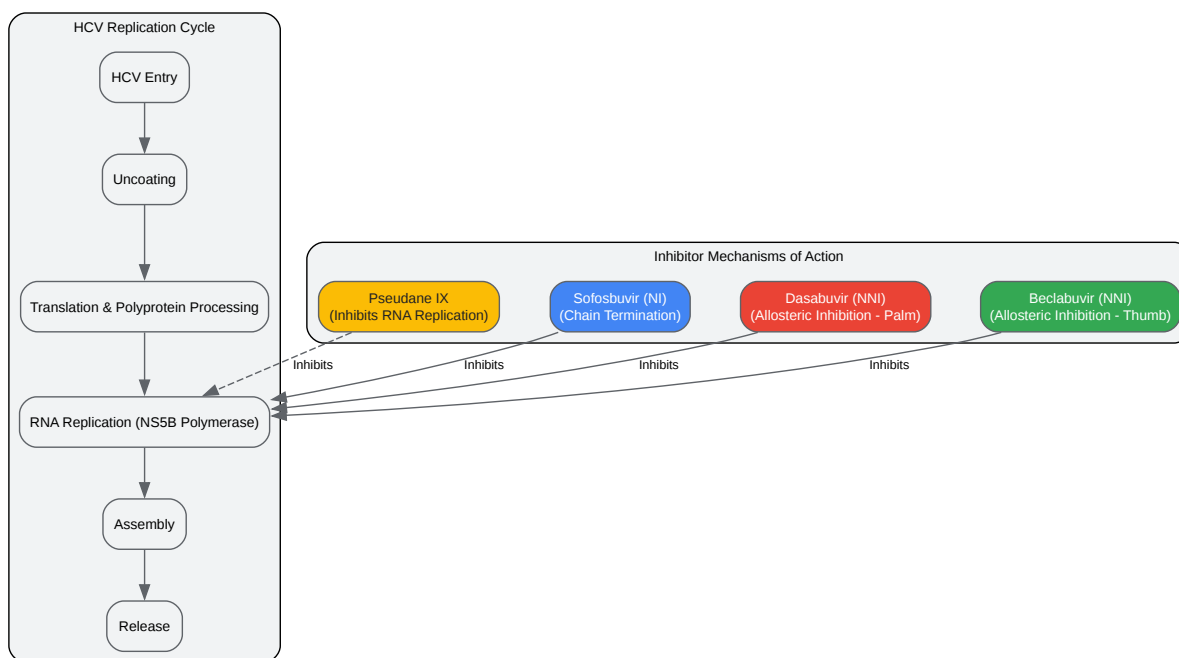 HCV Replication Cycle
HCV Entry
Uncoating
Translation & Polyprotein Processing
RNA Replication (NS5B Polymerase)
Assembly
Release
Inhibitor Mechanisms of Action
Pseudane IX
(Inhibits RNA Replication)
Sofosbuvir (NI)
(Chain Termination)
Dasabuvir (NNI)
(Allosteric Inhibition - Palm)
Beclabuvir (NNI)
(Allosteric Inhibition - Thumb)
Inhibits
Inhibits
Inhibits
Inhibits